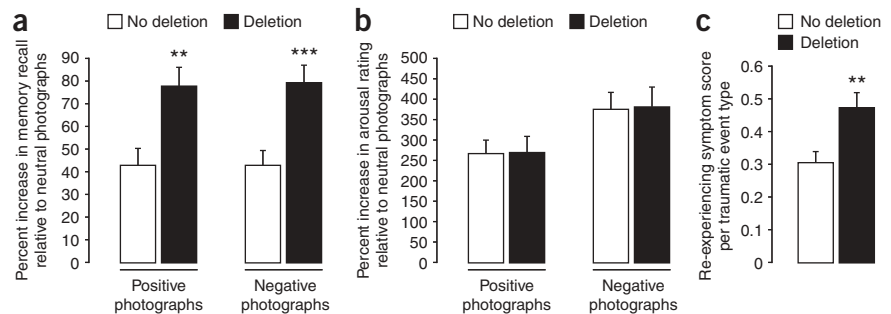 a
No deletion Deletion
Percent increase in memory recall
relative to neutral photographs
90
80
70
60
50
40
30
20
10
0
**
***
Positive
photographs
Negative
photographs
b
No deletion Deletion
Percent increase in arousal rating
relative to neutral photographs
500
450
400
350
300
250
200
150
100
50
0
Positive
photographs
Negative
photographs
c
No deletion
Deletion
Re-experiencing symptom score
per traumatic event type
0.6
0.5
0.4
0.3
0.2
0.1
0
**